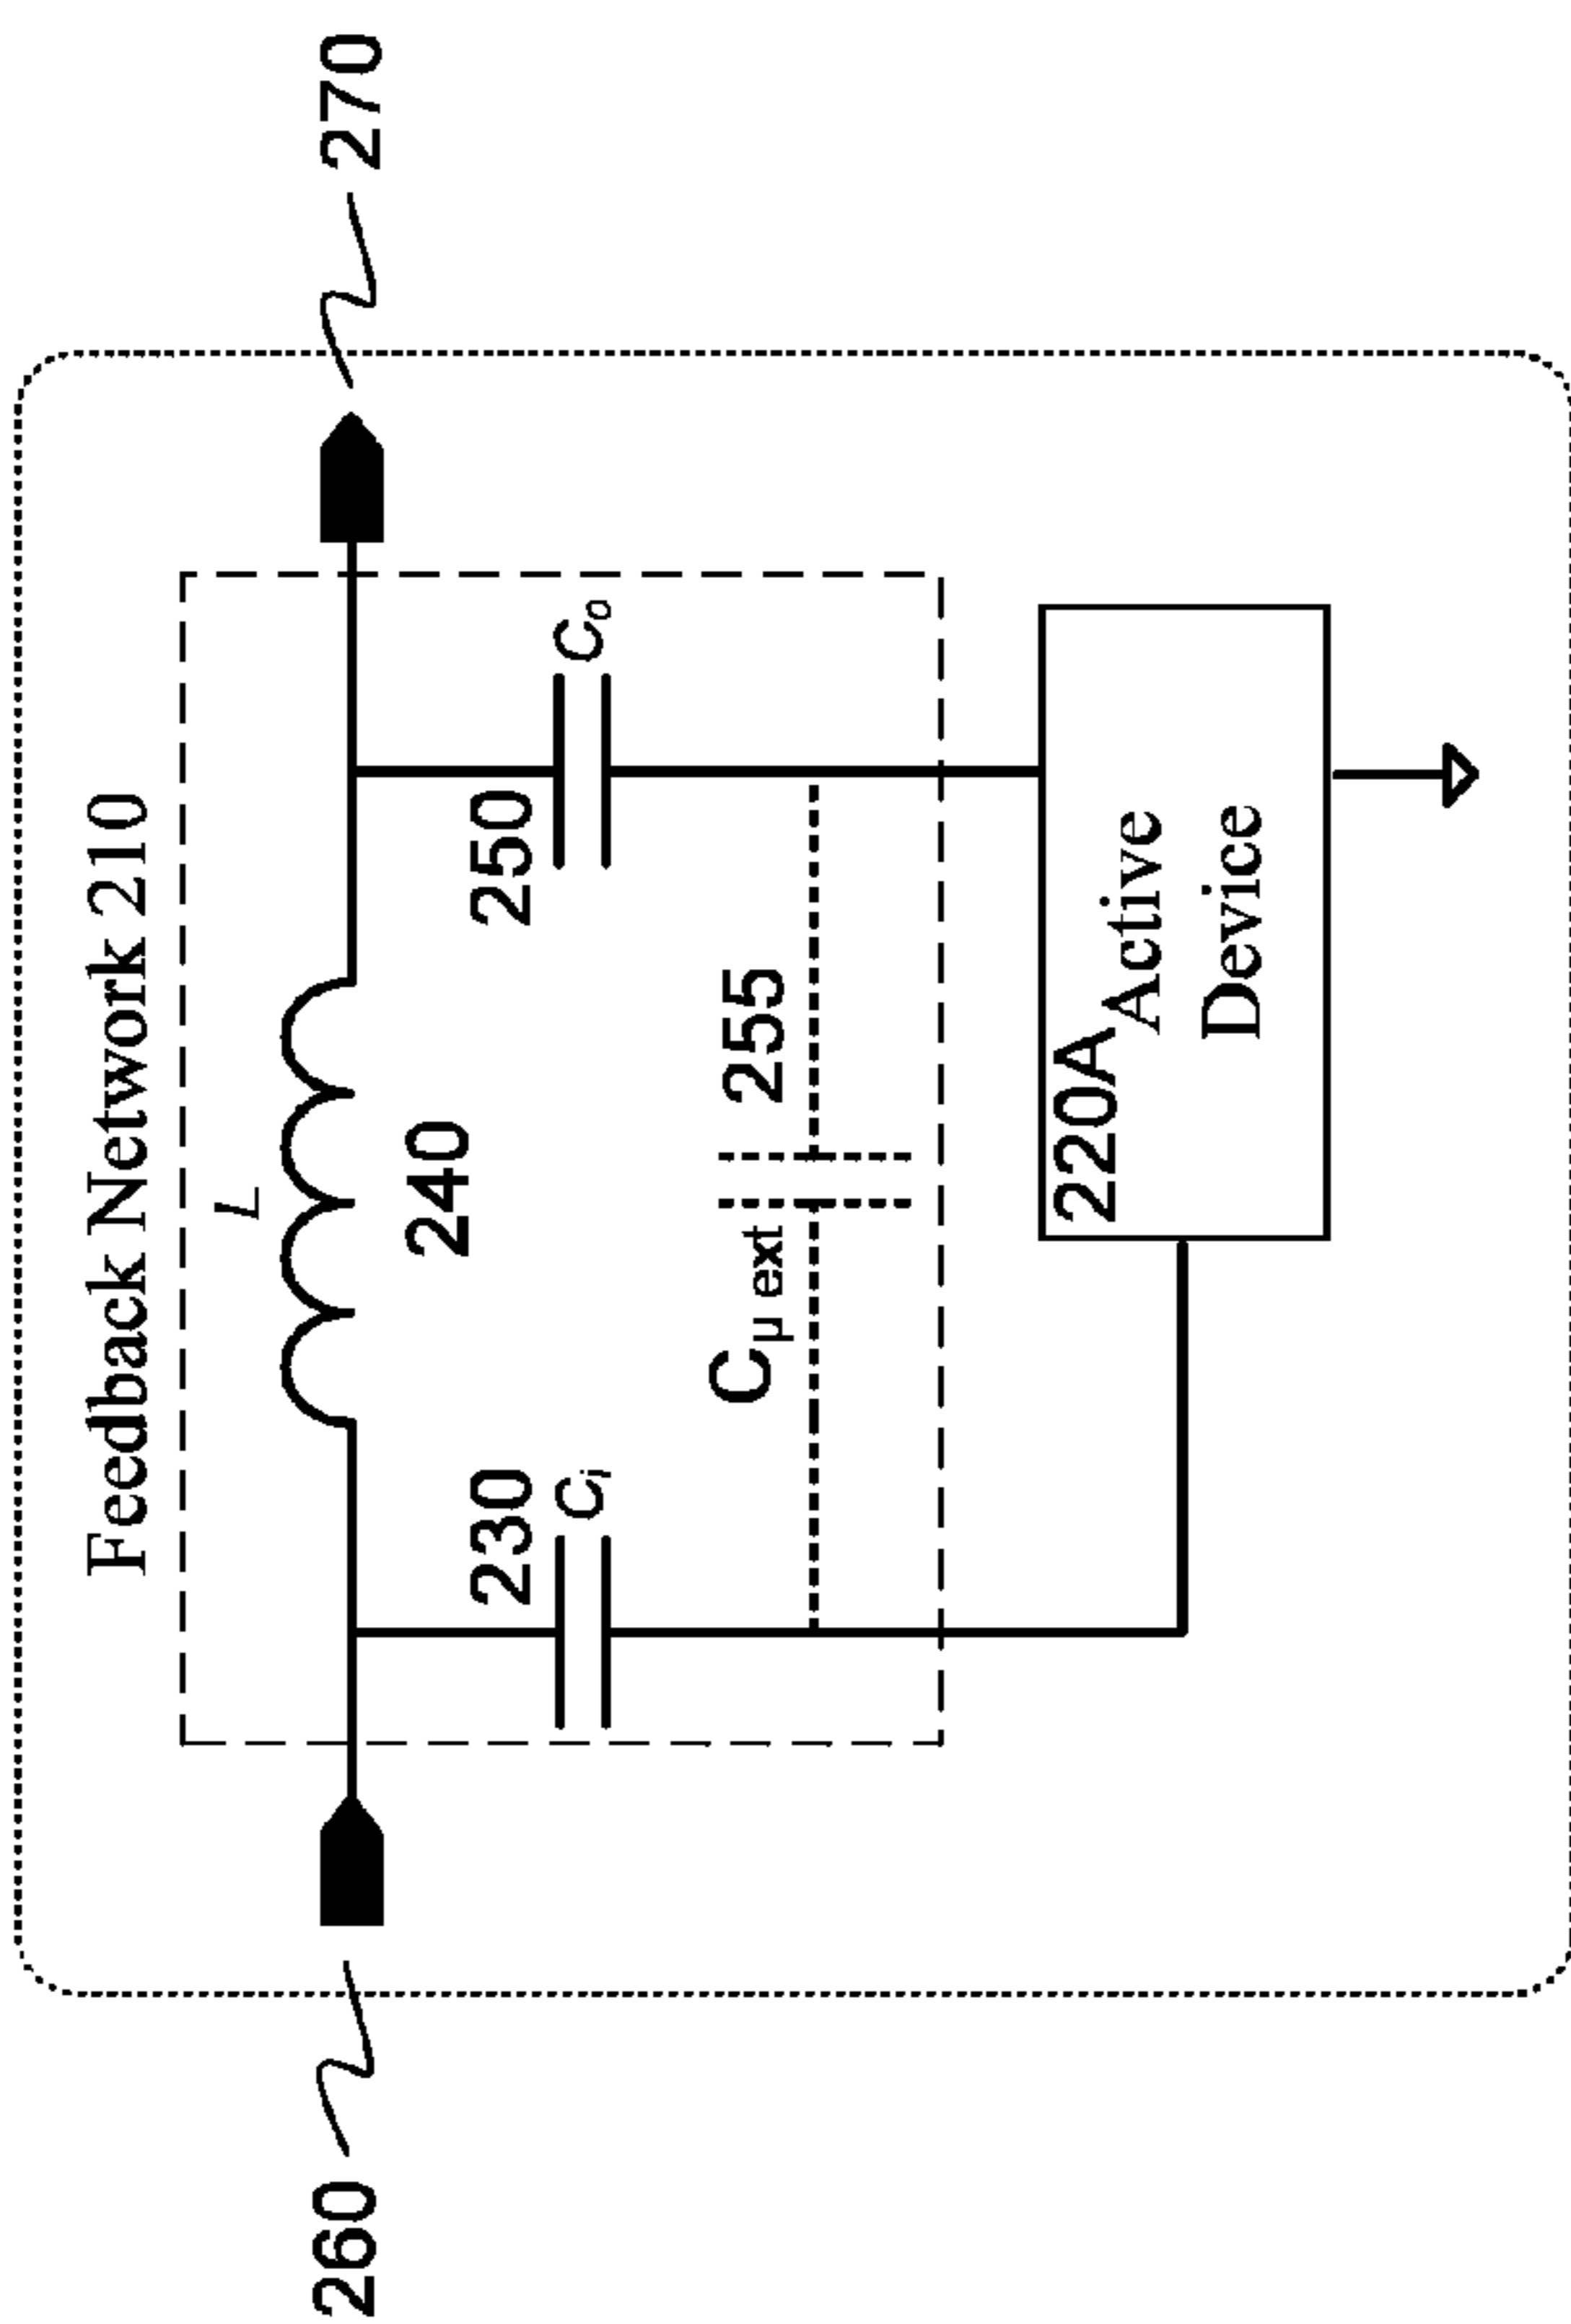 Feedback Network 210
L
240
260
270
230
Ci
250
Co
Cμ ext
255
220A
Active
Device